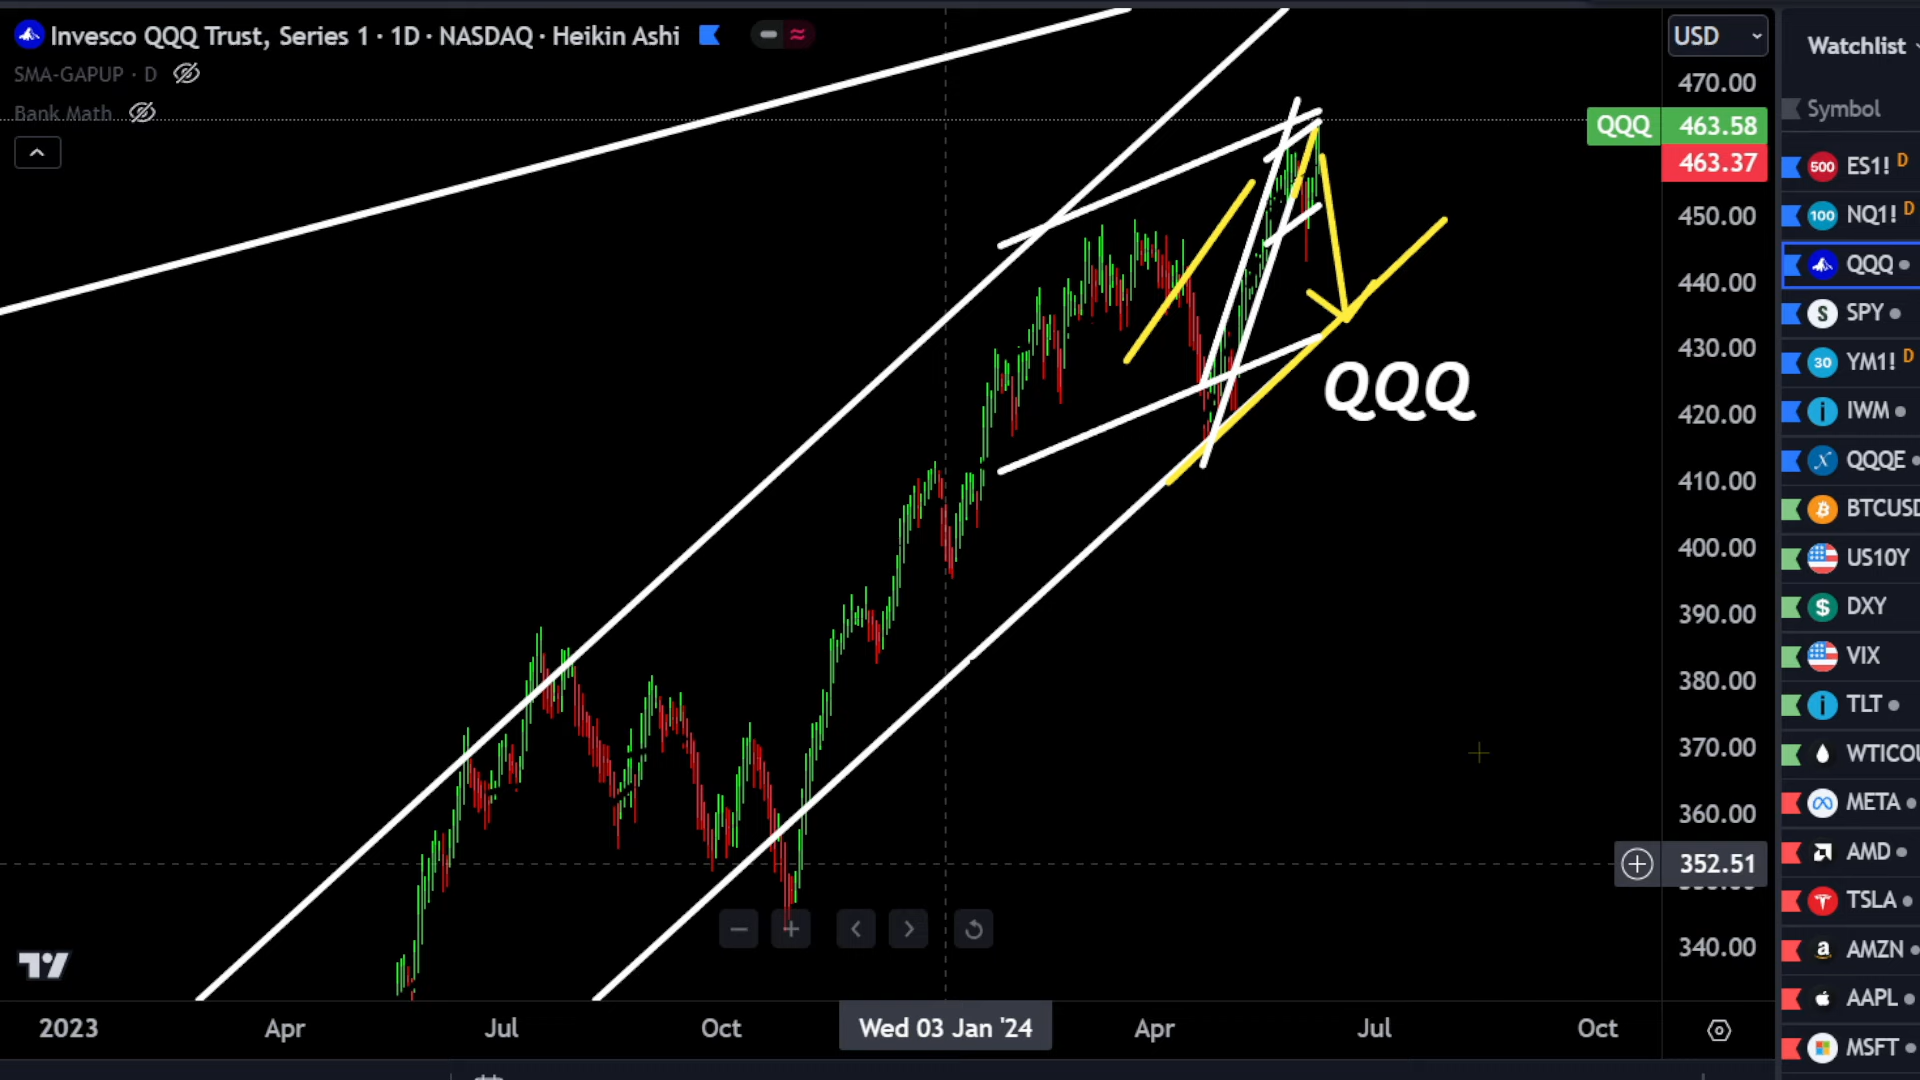 Invesco QQQ Trust, Series 1 · 1D · NASDAQ · Heikin Ashi
SMA-GAPUP · D
Bank Math
USD
470.00
QQQ 463.58
463.37
450.00
440.00
430.00
420.00
410.00
400.00
390.00
380.00
370.00
360.00
352.51
340.00
QQQ
2023 Apr Jul Oct Wed 03 Jan '24 Apr Jul Oct
Watchlist
Symbol
500 ES1! D
100 NQ1! D
QQQ
S SPY
30 YM1! D
IWM
QQQE
BTCUSD
US10Y
$ DXY
VIX
TLT
WTICOU
META
AMD
TSLA
a AMZN
AAPL
MSFT